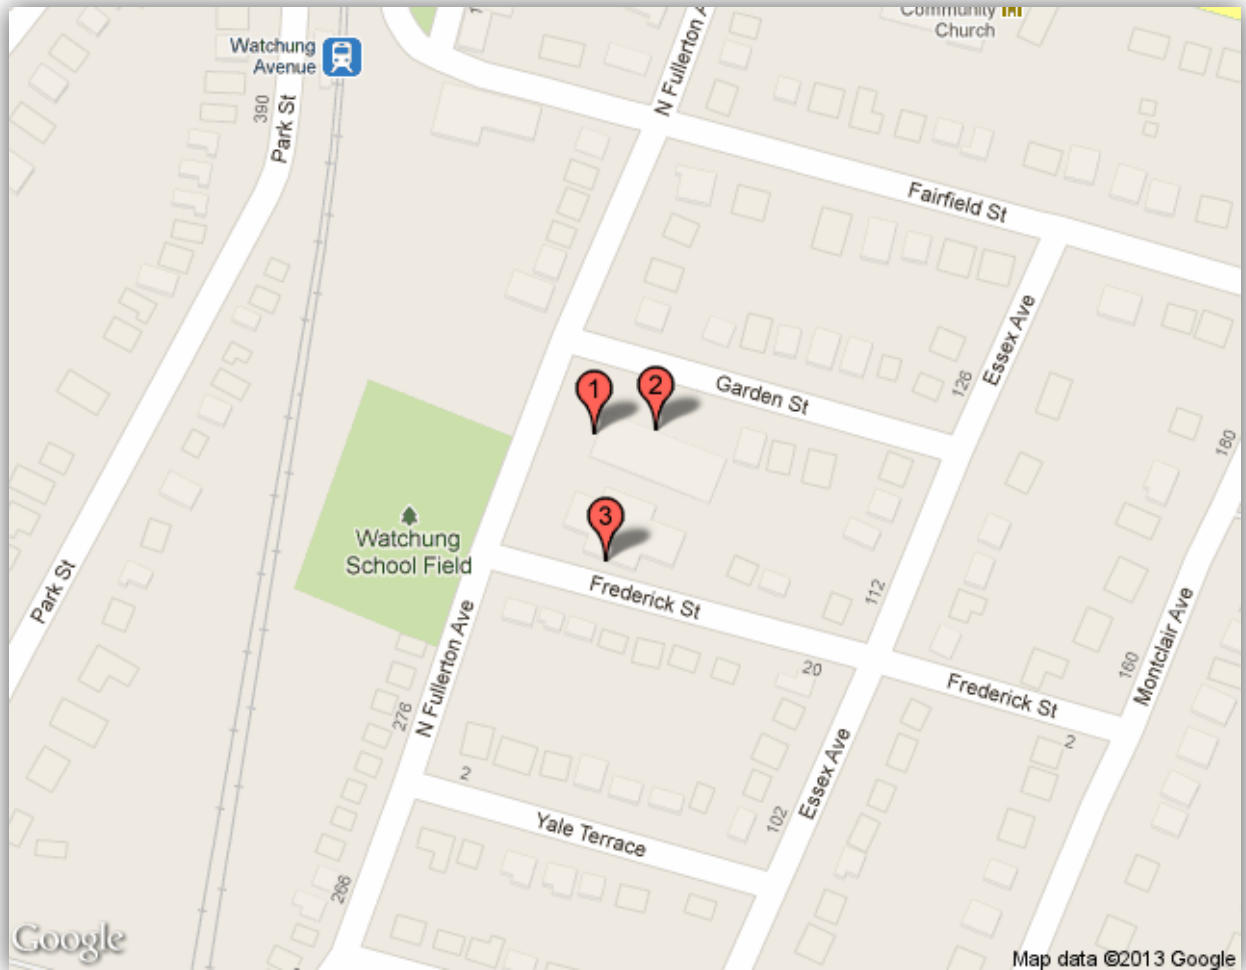 Community
Church
Watchung
Avenue
N Fullerton A
390
Park St
Fairfield St
Essex Ave
1
2
Garden St
126
180
3
Watchung
School Field
Park St
Frederick St
112
N Fullerton Ave
160
Montclair Ave
20
Frederick St
276
2
2
Essex Ave
102
Yale Terrace
266
Google
Map data ©2013 Google